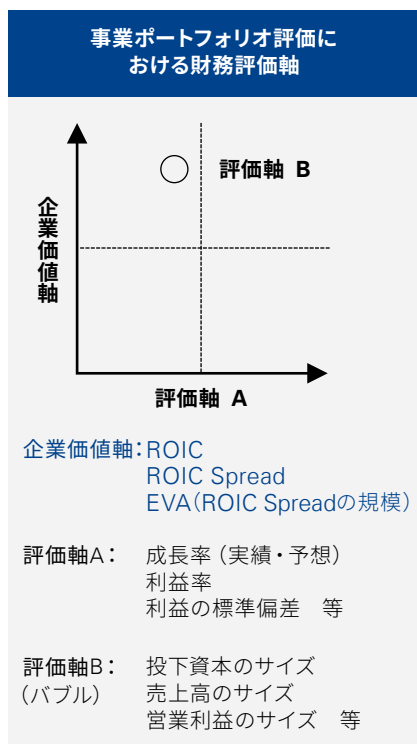 事業ポートフォリオ評価に
おける財務評価軸
評価軸 B
企業価値軸
評価軸 A
企業価値軸：ROIC
ROIC Spread
EVA（ROIC Spreadの規模）
評価軸A： 成長率（実績・予想）
利益率
利益の標準偏差　等
評価軸B： 投下資本のサイズ
（バブル） 売上高のサイズ
営業利益のサイズ　等